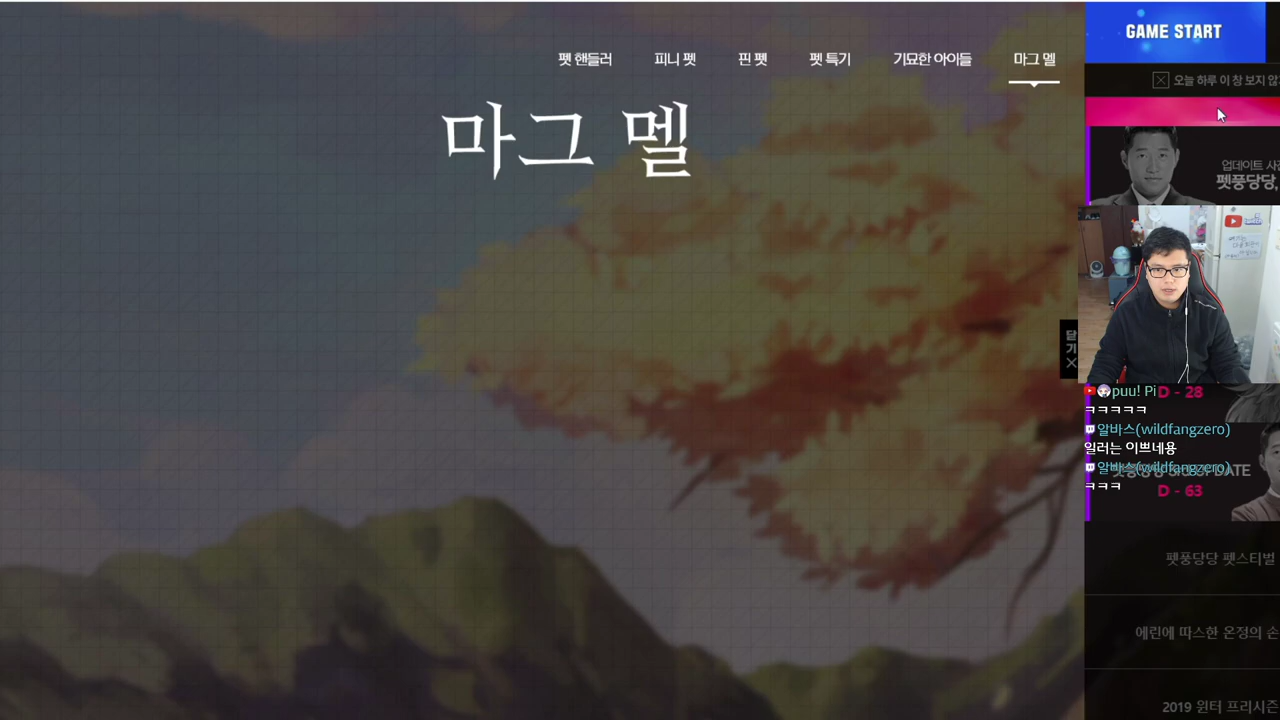 펫 핸들러 피니 펫 핀 펫 펫 특기 기묘한 아이들 마그 멜
마그 멜
GAME START
오늘 하루 이 창 보지 않
업데이트 사전
펫풍당당,
닫기
puu! Pi
D - 28
ㅋㅋㅋㅋㅋ
알바스(wildfangzero)
일러는 이쁘네용
알바스(wildfangzero)
ㅋㅋㅋ
D - 63
펫풍당당 펫스티벌
에린에 따스한 온정의 손
2019 윈터 프리시즌